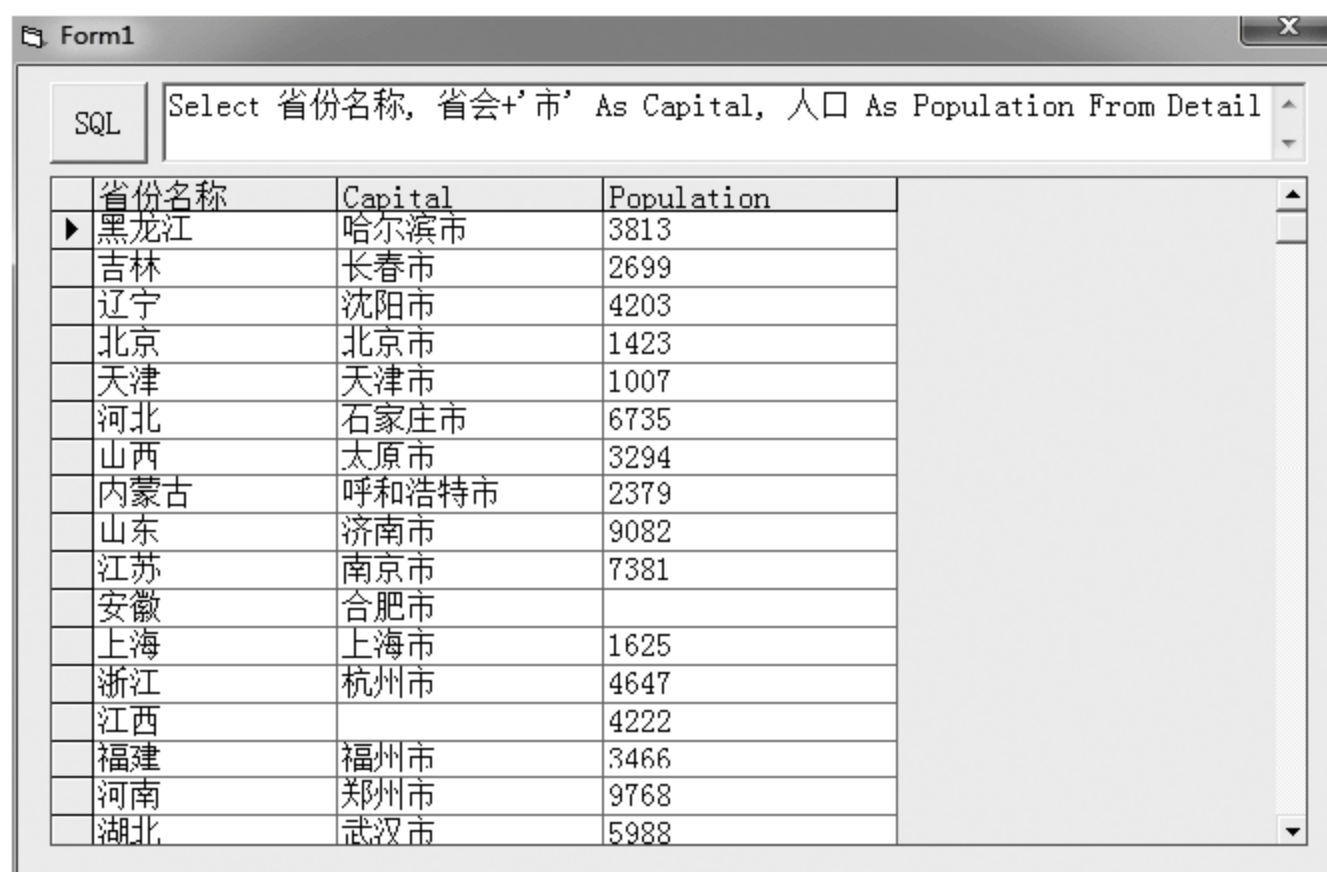 Form1
SQL
Select 省份名称, 省会+'市' As Capital, 人口 As Population From Detail
省份名称 Capital Population
黑龙江 哈尔滨市 3813
吉林 长春市 2699
辽宁 沈阳市 4203
北京 北京市 1423
天津 天津市 1007
河北 石家庄市 6735
山西 太原市 3294
内蒙古 呼和浩特市 2379
山东 济南市 9082
江苏 南京市 7381
安徽 合肥市
上海 上海市 1625
浙江 杭州市 4647
江西 4222
福建 福州市 3466
河南 郑州市 9768
湖北 武汉市 5988